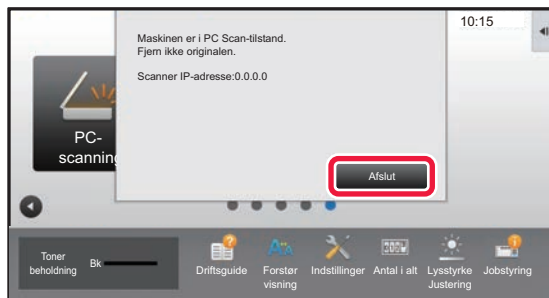 10:15
Maskinen er i PC Scan-tilstand.
Fjern ikke originalen.
Scanner IP-adresse:0.0.0.0
PC-
scanning
Afslut
Toner
beholdning
Bk
Driftsguide
Forstør
visning
Indstillinger
Antal i alt
Lysstyrke
Justering
Jobstyring